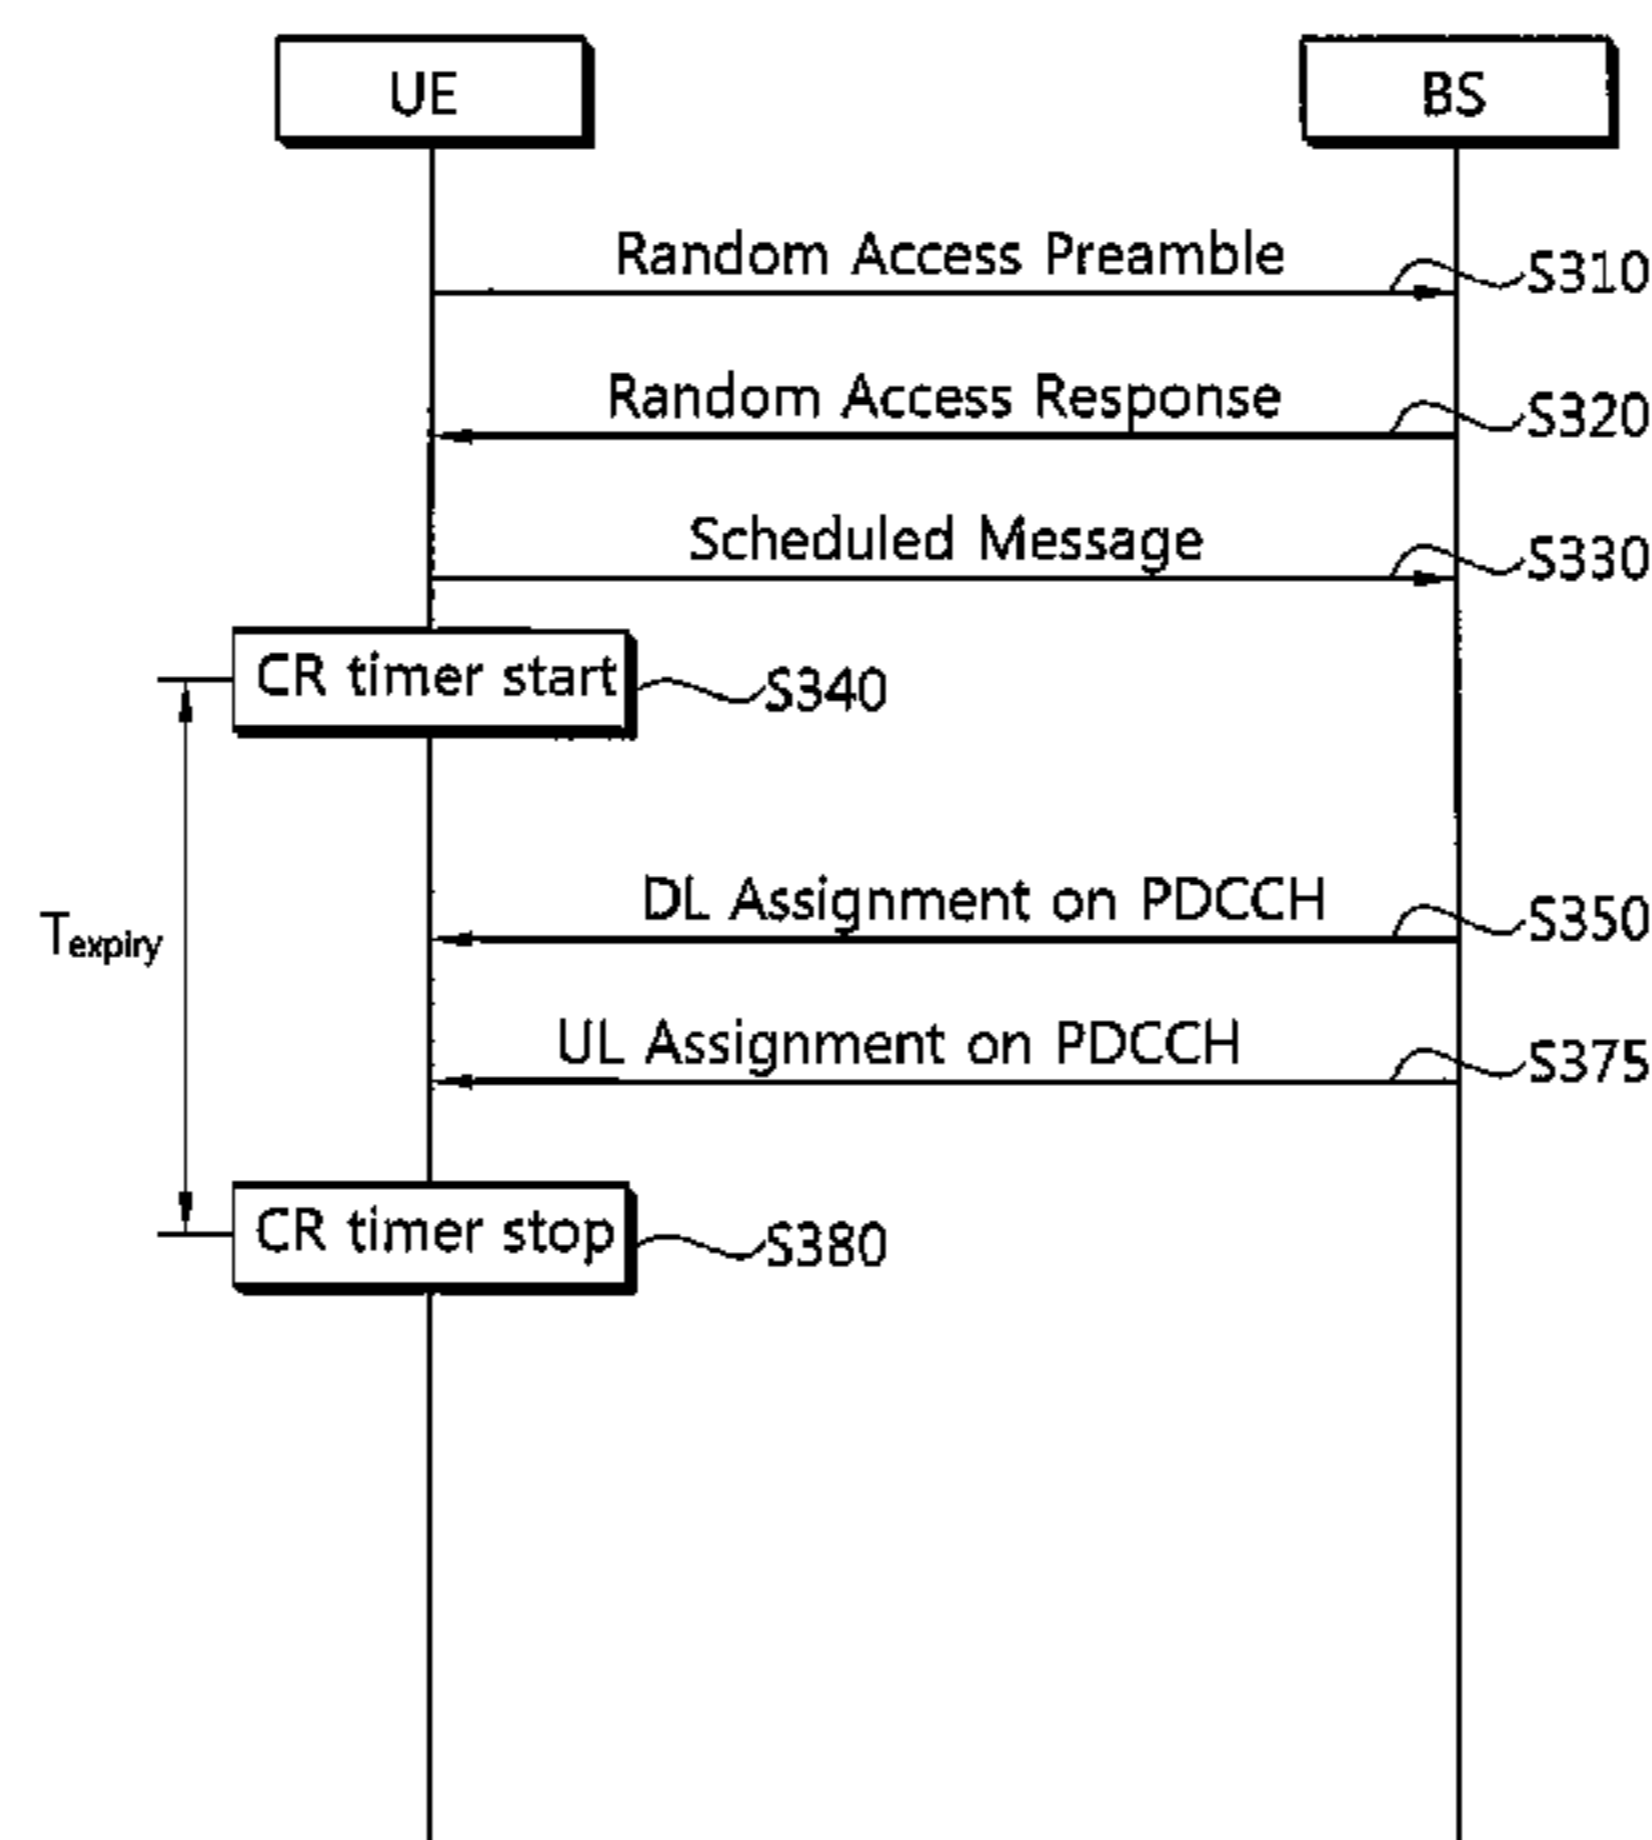 UE
BS
Random Access Preamble
S310
Random Access Response
S320
Scheduled Message
S330
CR timer start
S340
DL Assignment on PDCCH
S350
Texpiry
UL Assignment on PDCCH
S375
CR timer stop
S380